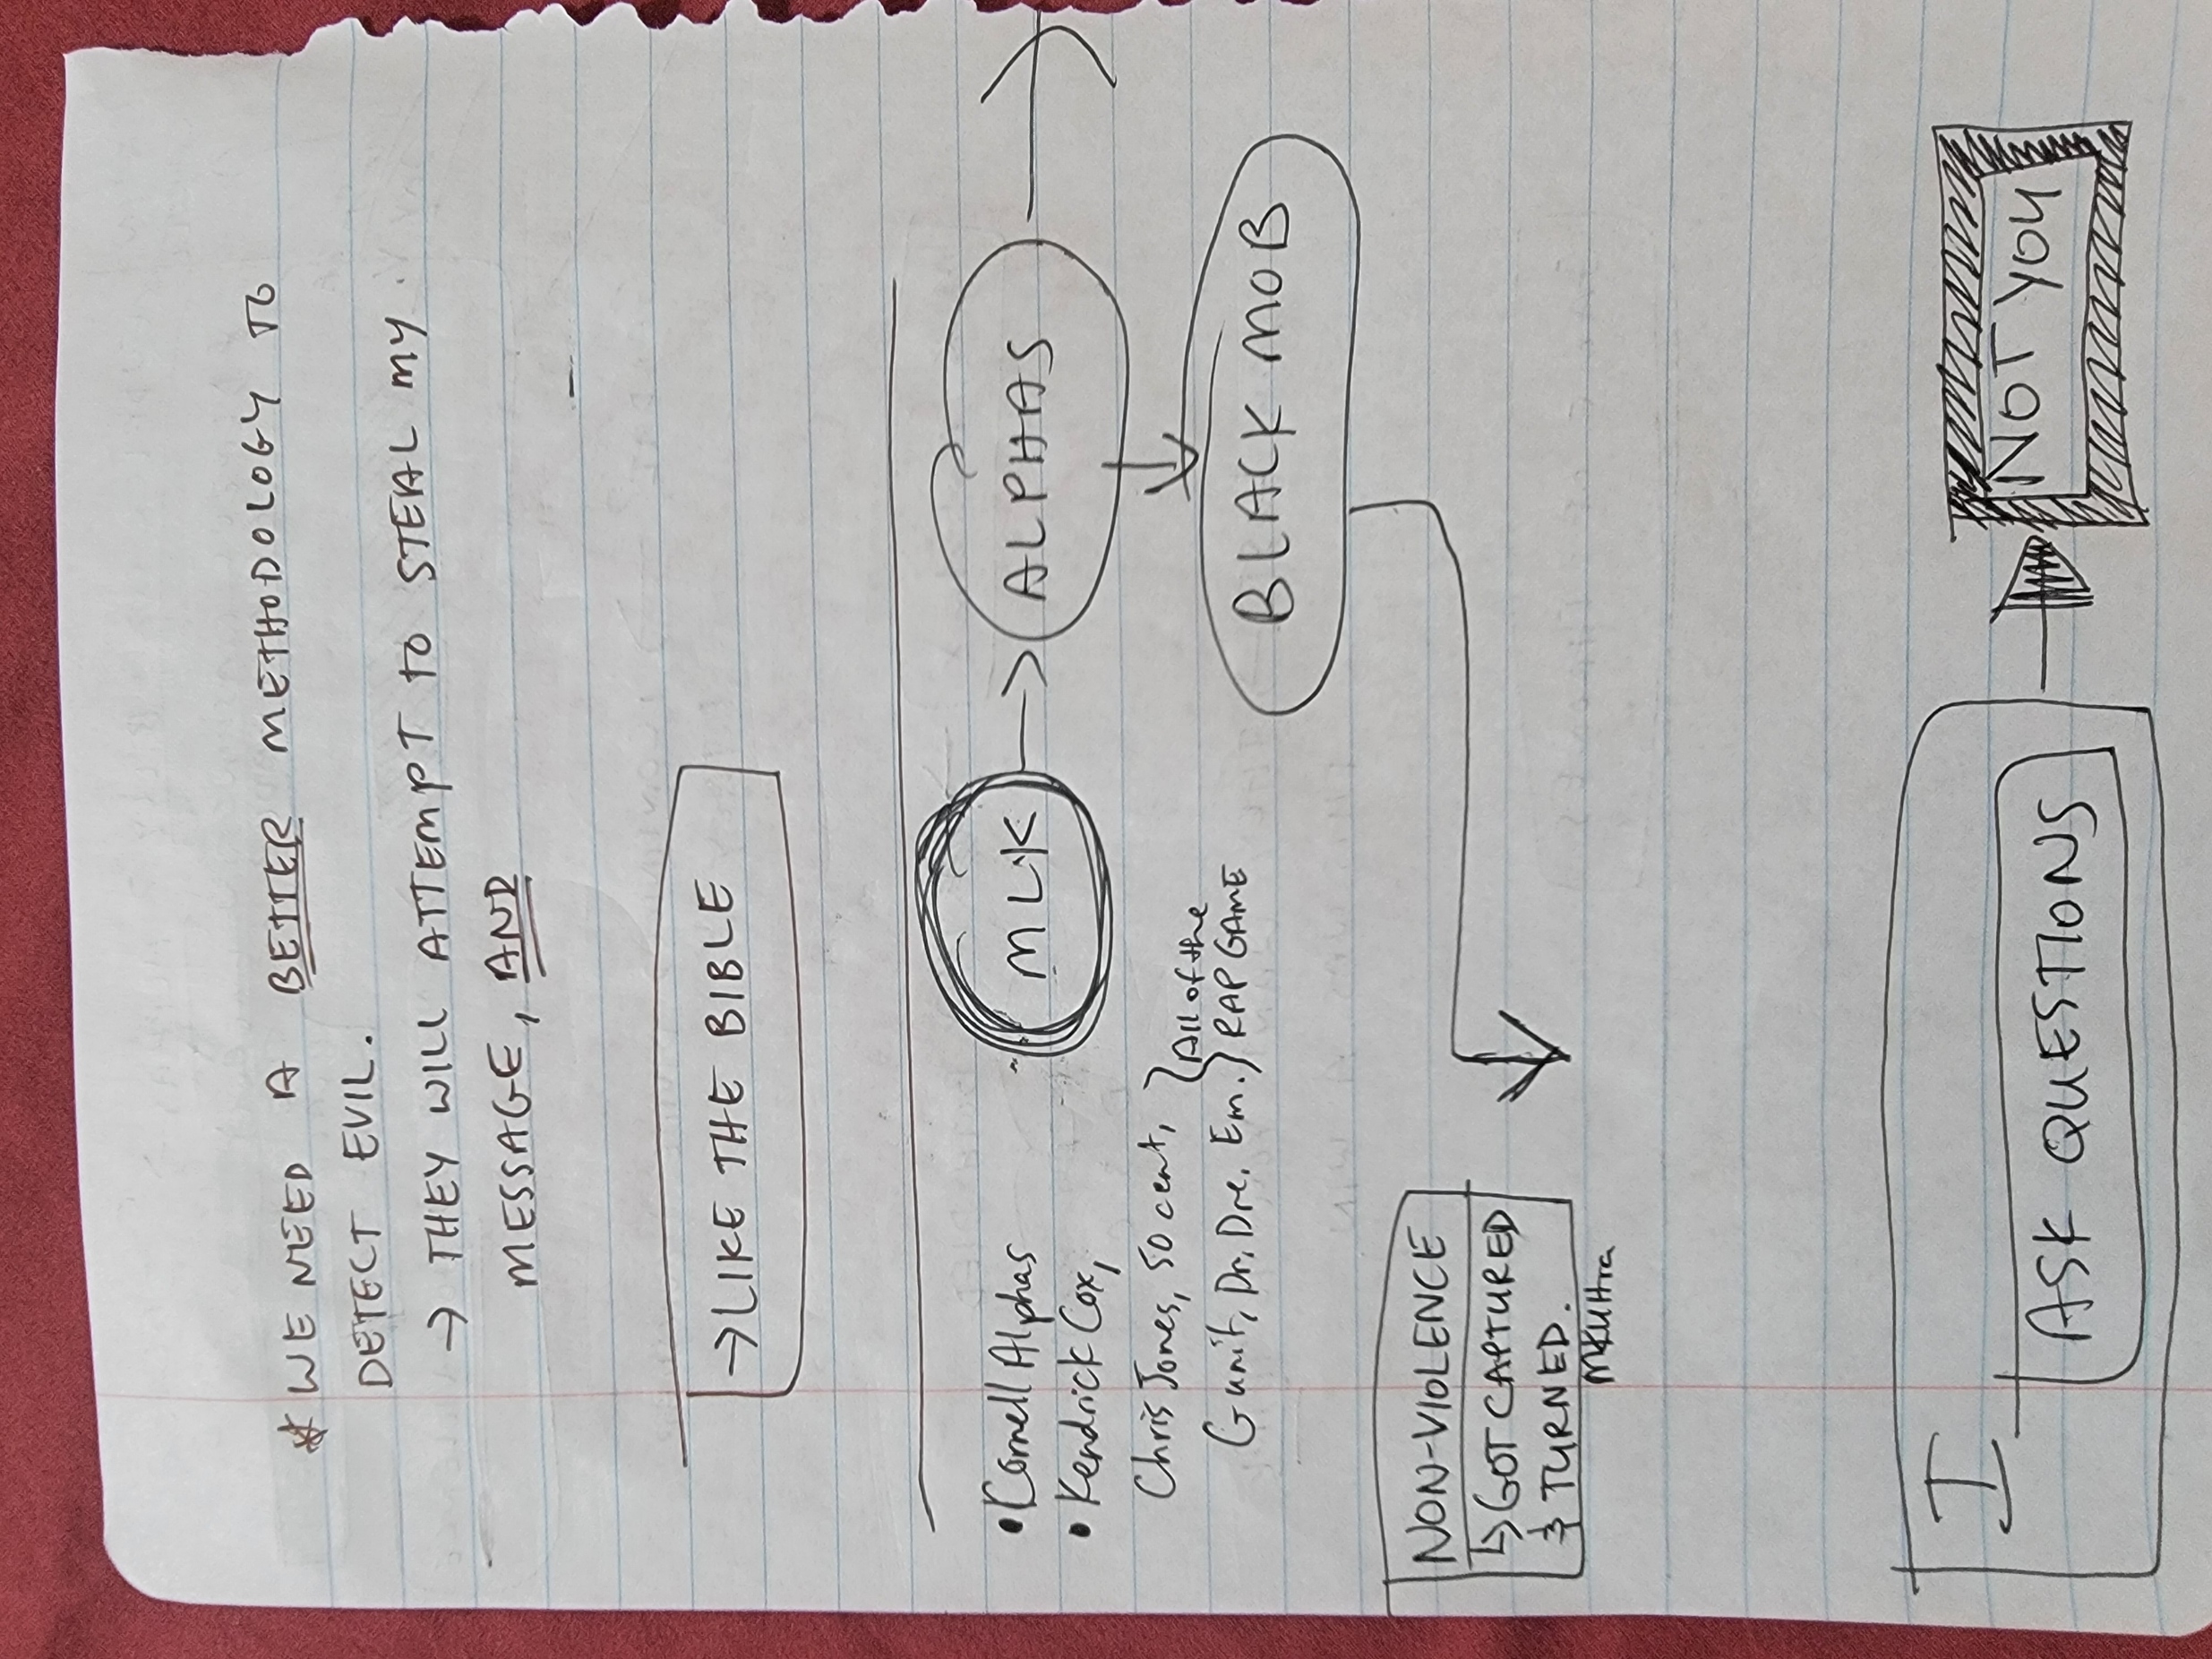 * WE NEED A BETTER METHODOLOGY TO
DETECT EVIL.
→ THEY WILL ATTEMPT TO STEAL MY
MESSAGE, AND
→ LIKE THE BIBLE
MLK → ALPHAS →
• Cornell Alphas
• Kendrick Cox,
Chris Jones, 50 cent,
Gunit, Dr. Dre. Em.
All of the
RAP GAME
BLACK MOB
NON-VIOLENCE
↳ GOT CAPTURED
& TURNED.
MKUltra
I
ASK QUESTIONS
NOT YOU